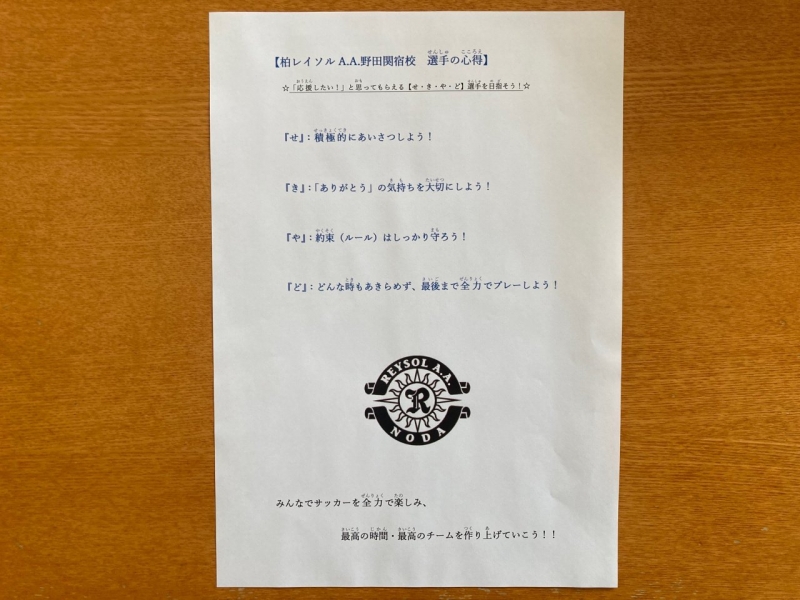 【柏レイソル A.A.野田関宿校　選手の心得】
☆「応援したい！」と思ってもらえる【せ・き・や・ど】選手を目指そう！☆
『せ』：積極的にあいさつしよう！
『き』：「ありがとう」の気持ちを大切にしよう！
『や』：約束（ルール）はしっかり守ろう！
『ど』：どんな時もあきらめず、最後まで全力でプレーしよう！
REYSOL A.A.
R
NODA
みんなでサッカーを全力で楽しみ、
最高の時間・最高のチームを作り上げていこう！！